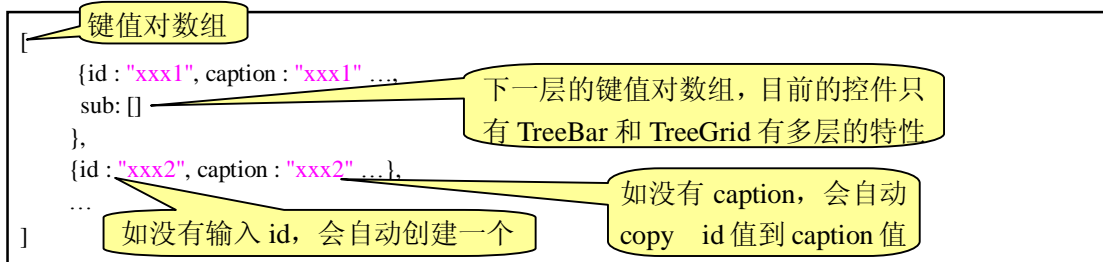 键值对数组
[
{id : "xxx1", caption : "xxx1" …,
sub: []
下一层的键值对数组，目前的控件只
有 TreeBar 和 TreeGrid 有多层的特性
},
{id : "xxx2", caption : "xxx2" …},
…
如没有 caption，会自动
copy id 值到 caption 值
如没有输入 id，会自动创建一个
]